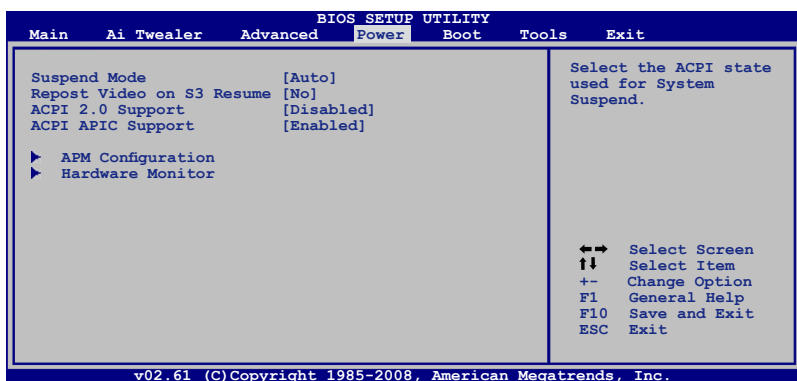 BIOS SETUP UTILITY
Main Ai Twealer Advanced Power Boot Tools Exit
Suspend Mode [Auto]
Repost Video on S3 Resume [No]
ACPI 2.0 Support [Disabled]
ACPI APIC Support [Enabled]
APM Configuration
Hardware Monitor
Select the ACPI state
used for System
Suspend.
←→ Select Screen
↑↓ Select Item
+- Change Option
F1 General Help
F10 Save and Exit
ESC Exit
v02.61 (C)Copyright 1985-2008, American Megatrends, Inc.